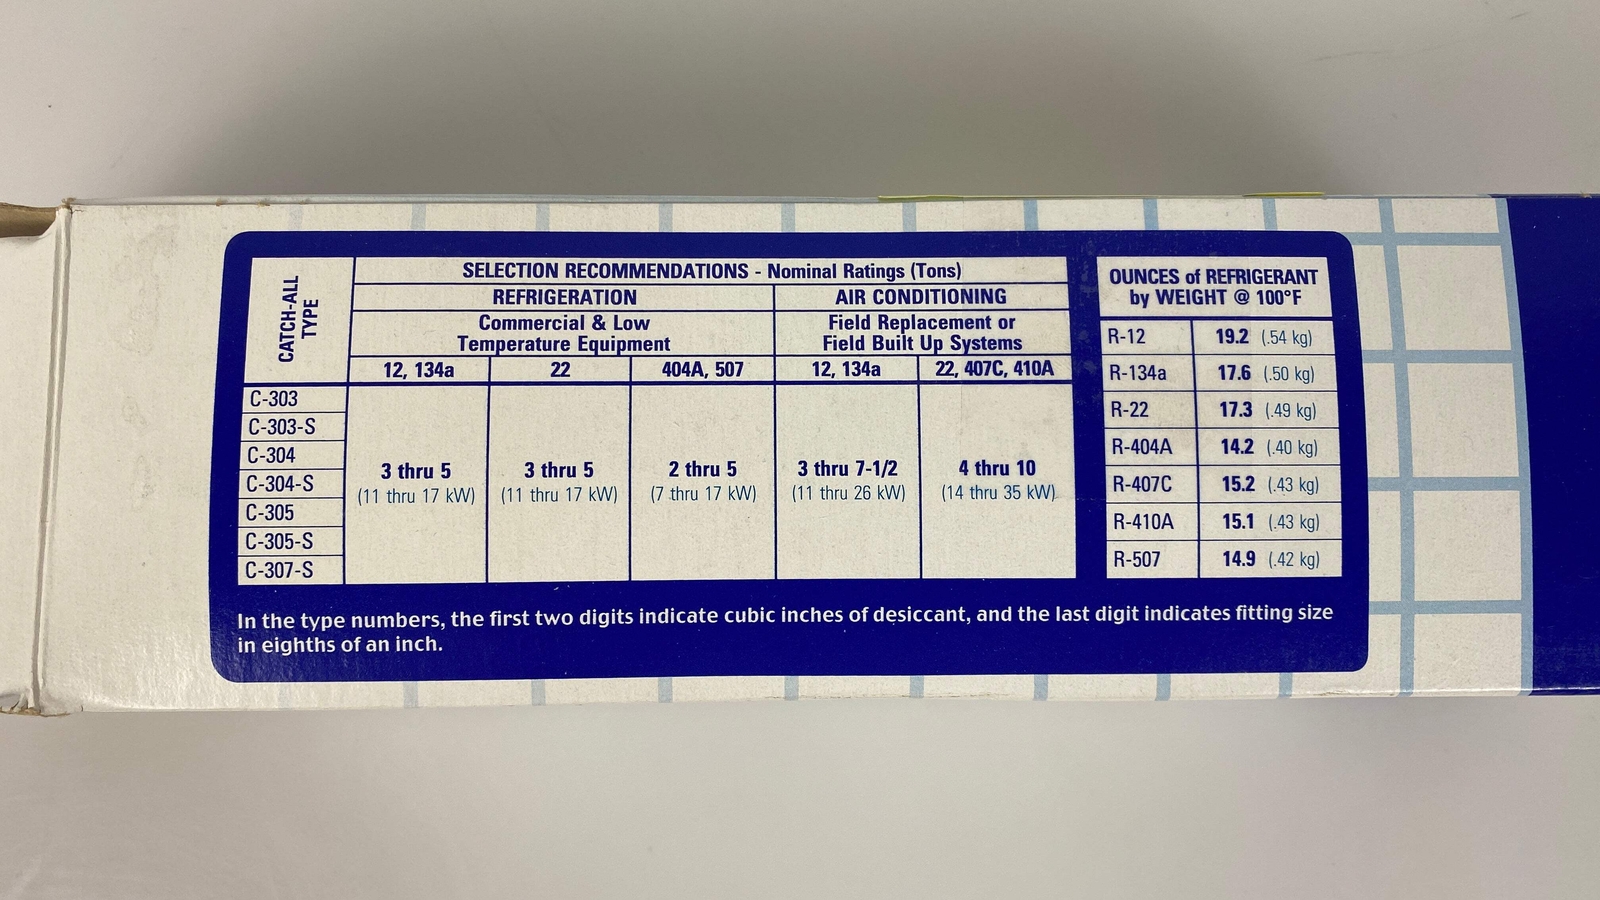 CATCH-ALL
TYPE
SELECTION RECOMMENDATIONS - Nominal Ratings (Tons)
REFRIGERATION
AIR CONDITIONING
Commercial & Low
Temperature Equipment
Field Replacement or
Field Built Up Systems
12, 134a
22
404A, 507
12, 134a
22, 407C, 410A
C-303
C-303-S
C-304
C-304-S
C-305
C-305-S
C-307-S
3 thru 5
(11 thru 17 kW)
3 thru 5
(11 thru 17 kW)
2 thru 5
(7 thru 17 kW)
3 thru 7-1/2
(11 thru 26 kW)
4 thru 10
(14 thru 35 kW)
OUNCES of REFRIGERANT
by WEIGHT @ 100°F
R-12 19.2 (.54 kg)
R-134a 17.6 (.50 kg)
R-22 17.3 (.49 kg)
R-404A 14.2 (.40 kg)
R-407C 15.2 (.43 kg)
R-410A 15.1 (.43 kg)
R-507 14.9 (.42 kg)
In the type numbers, the first two digits indicate cubic inches of desiccant, and the last digit indicates fitting size
in eighths of an inch.